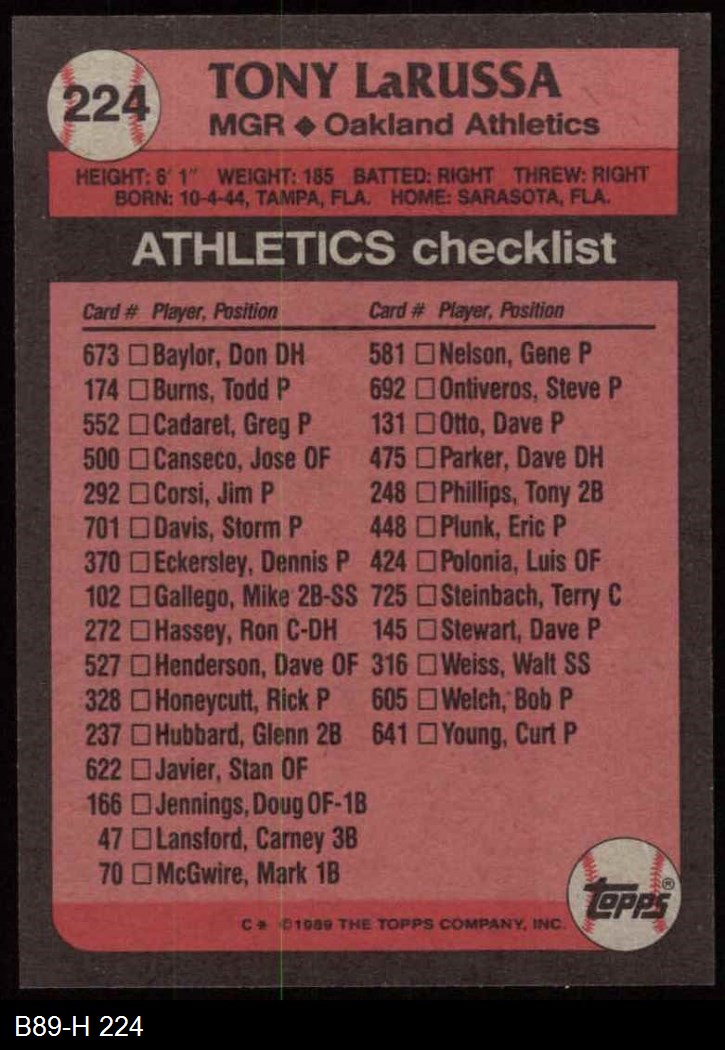 224
TONY LaRUSSA
MGR ◆ Oakland Athletics
HEIGHT: 6' 1" WEIGHT: 185 BATTED: RIGHT THREW: RIGHT
BORN: 10-4-44, TAMPA, FLA. HOME: SARASOTA, FLA.
ATHLETICS checklist
Card # Player, Position
673 □ Baylor, Don DH
174 □ Burns, Todd P
552 □ Cadaret, Greg P
500 □ Canseco, Jose OF
292 □ Corsi, Jim P
701 □ Davis, Storm P
370 □ Eckersley, Dennis P
102 □ Gallego, Mike 2B-SS
272 □ Hassey, Ron C-DH
527 □ Henderson, Dave OF
328 □ Honeycutt, Rick P
237 □ Hubbard, Glenn 2B
622 □ Javier, Stan OF
166 □ Jennings, Doug OF-1B
47 □ Lansford, Carney 3B
70 □ McGwire, Mark 1B
Card # Player, Position
581 □ Nelson, Gene P
692 □ Ontiveros, Steve P
131 □ Otto, Dave P
475 □ Parker, Dave DH
248 □ Phillips, Tony 2B
448 □ Plunk, Eric P
424 □ Polonia, Luis OF
725 □ Steinbach, Terry C
145 □ Stewart, Dave P
316 □ Weiss, Walt SS
605 □ Welch, Bob P
641 □ Young, Curt P
topps®
C * ©1989 THE TOPPS COMPANY, INC.
B89-H 224